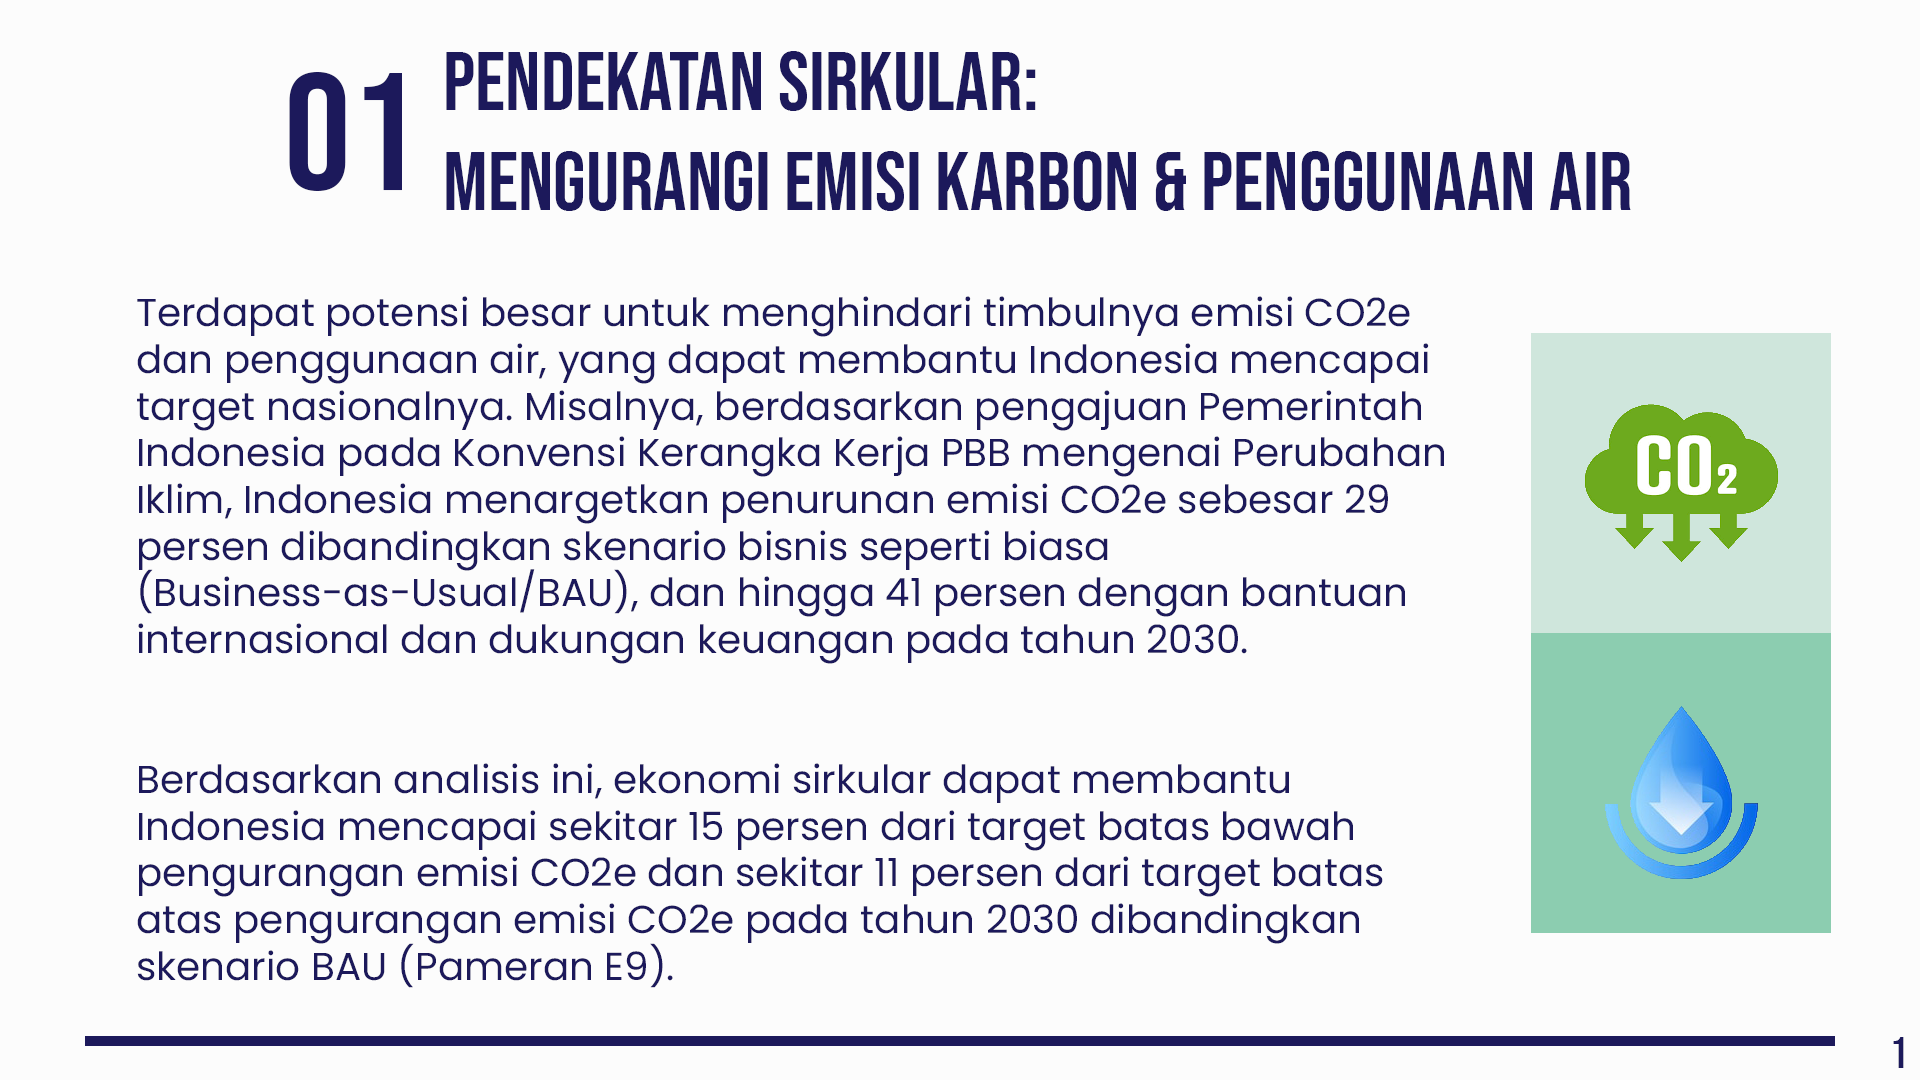 01
PENDEKATAN SIRKULAR:
MENGURANGI EMISI KARBON & PENGGUNAAN AIR
Terdapat potensi besar untuk menghindari timbulnya emisi CO2e
dan penggunaan air, yang dapat membantu Indonesia mencapai
target nasionalnya. Misalnya, berdasarkan pengajuan Pemerintah
Indonesia pada Konvensi Kerangka Kerja PBB mengenai Perubahan
Iklim, Indonesia menargetkan penurunan emisi CO2e sebesar 29
persen dibandingkan skenario bisnis seperti biasa
(Business-as-Usual/BAU), dan hingga 41 persen dengan bantuan
internasional dan dukungan keuangan pada tahun 2030.
Berdasarkan analisis ini, ekonomi sirkular dapat membantu
Indonesia mencapai sekitar 15 persen dari target batas bawah
pengurangan emisi CO2e dan sekitar 11 persen dari target batas
atas pengurangan emisi CO2e pada tahun 2030 dibandingkan
skenario BAU (Pameran E9).
CO₂
1